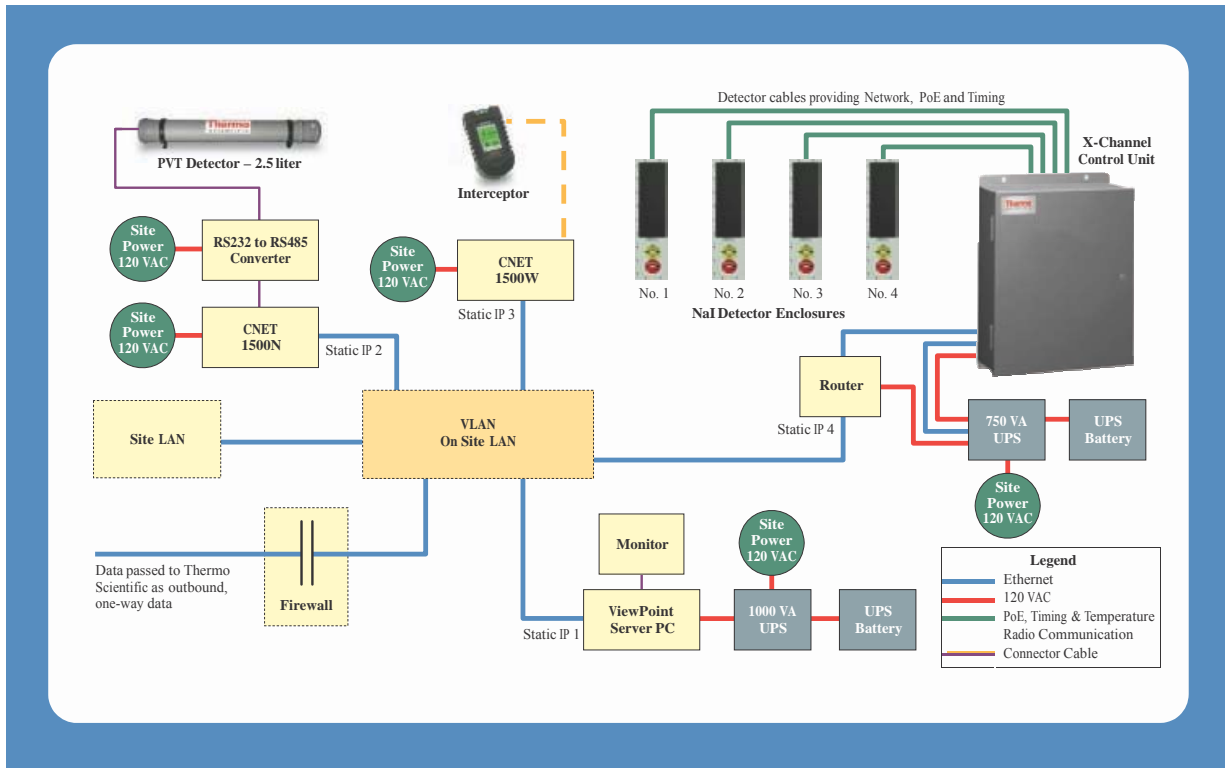 Detector cables providing Network, PoE and Timing
Thermo
SCIENTIFIC
PVT Detector – 2.5 liter
Interceptor
X-Channel
Control Unit
Thermo
Site
Power
120 VAC
RS232 to RS485
Converter
Site
Power
120 VAC
CNET
1500W
No. 1
No. 2
No. 3
No. 4
NaI Detector Enclosures
Static IP 3
Site
Power
120 VAC
CNET
1500N
Static IP 2
Router
Static IP 4
Site LAN
VLAN
On Site LAN
750 VA
UPS
UPS
Battery
Site
Power
120 VAC
Data passed to Thermo
Scientific as outbound,
one-way data
Firewall
Monitor
Site
Power
120 VAC
Static IP 1
ViewPoint
Server PC
1000 VA
UPS
UPS
Battery
Legend
Ethernet
120 VAC
PoE, Timing & Temperature
Radio Communication
Connector Cable